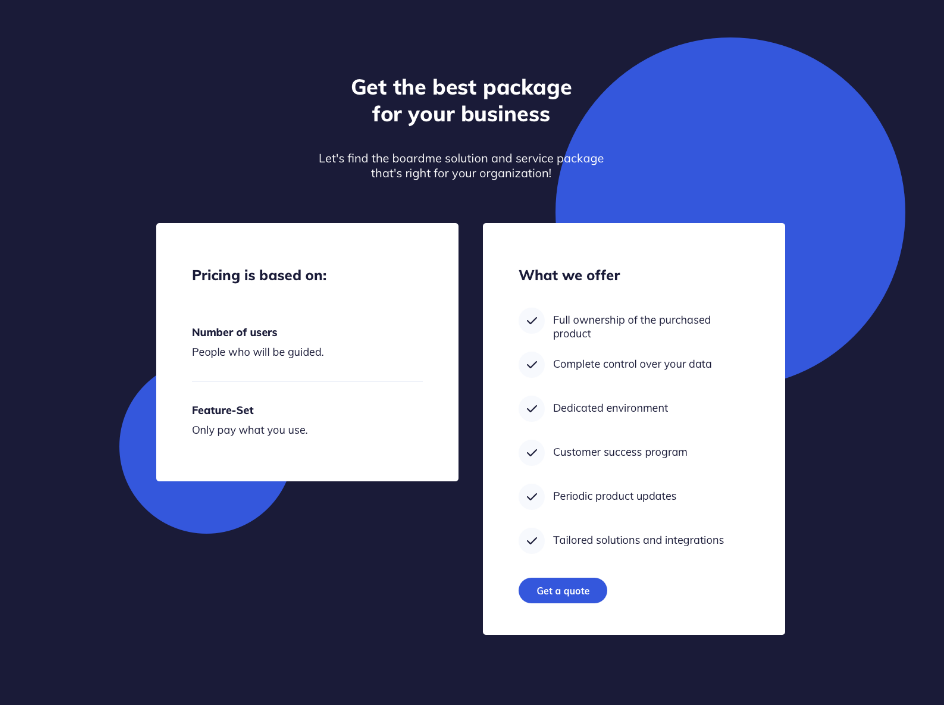 Get the best package
for your business
Let's find the boardme solution and service package
that's right for your organization!
Pricing is based on:
Number of users
People who will be guided.
Feature-Set
Only pay what you use.
What we offer
Full ownership of the purchased
product
Complete control over your data
Dedicated environment
Customer success program
Periodic product updates
Tailored solutions and integrations
Get a quote